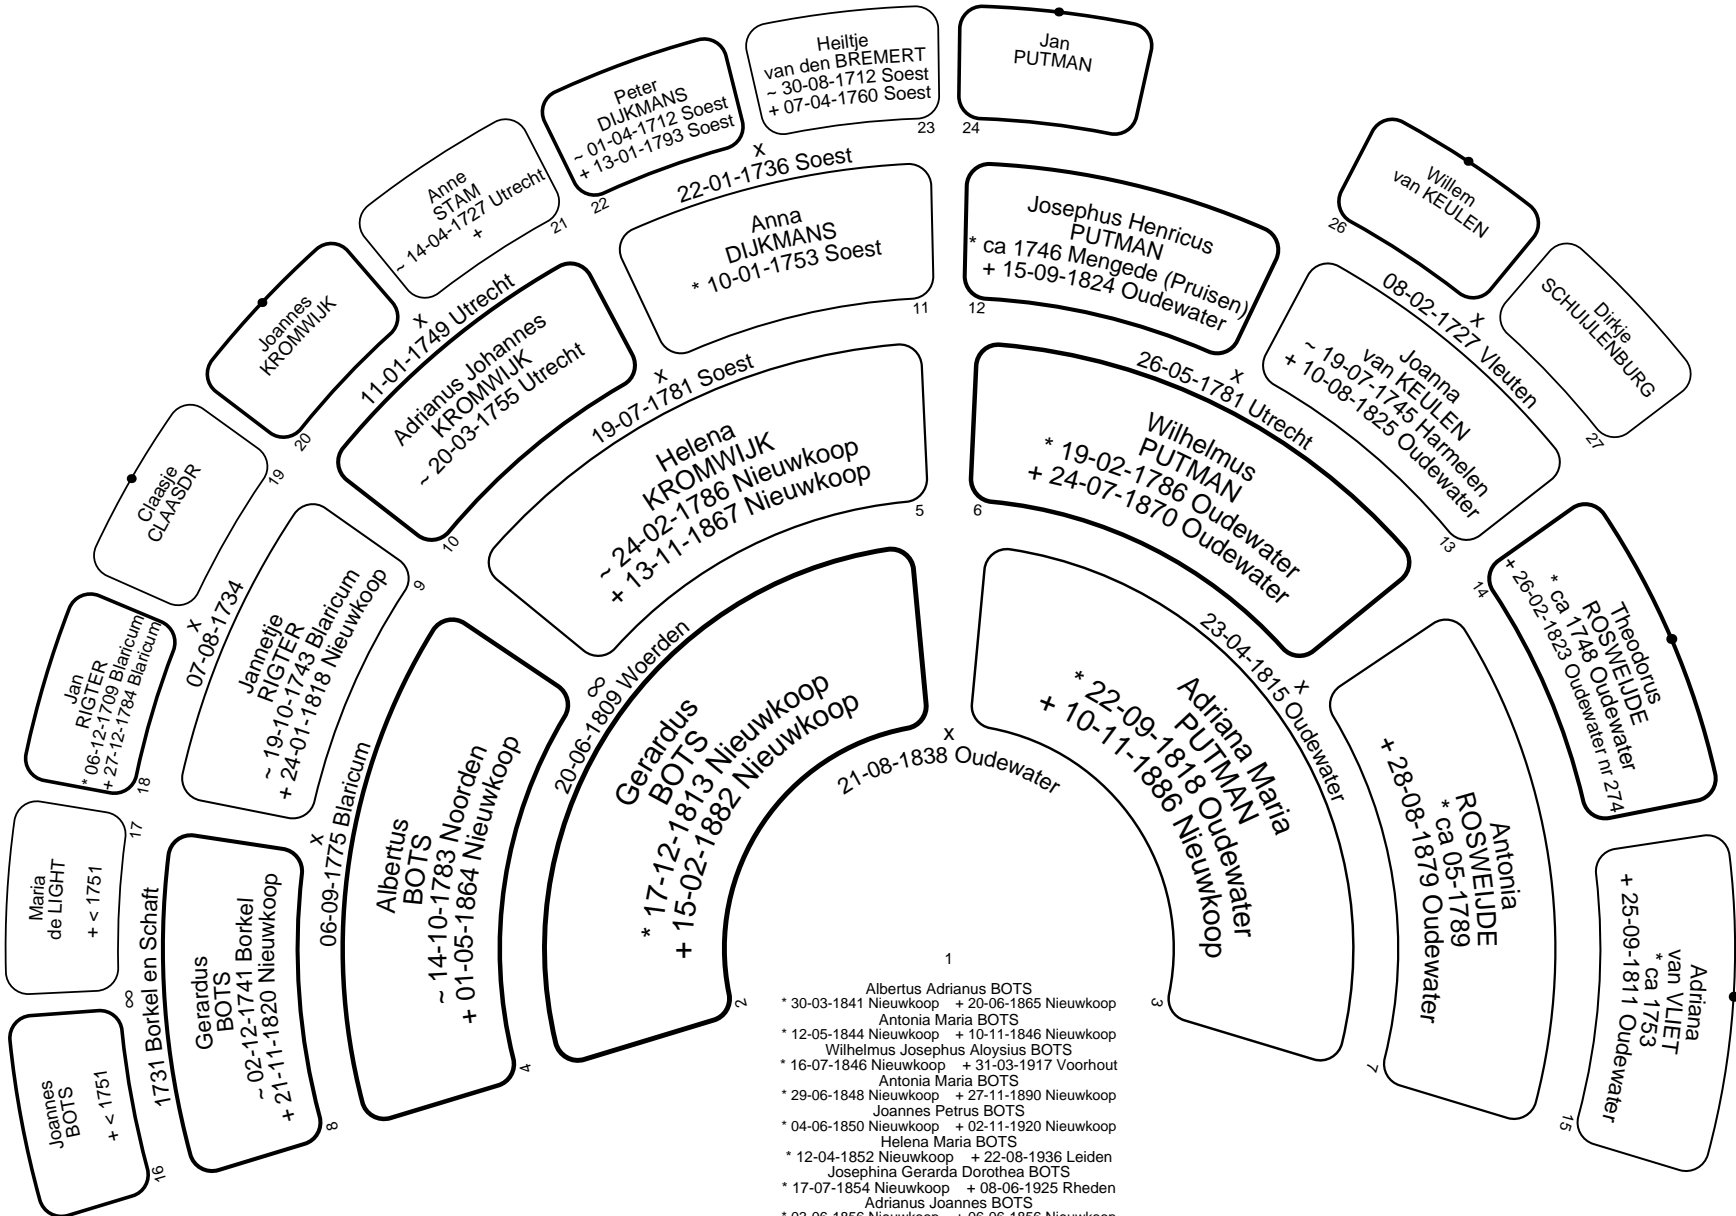 Heiltje
van den BREMERT
~ 30-08-1712 Soest
+ 07-04-1760 Soest
23
Jan
PUTMAN
24
Peter
DIJKMANS
~ 01-04-1712 Soest
+ 13-01-1793 Soest
22
x
22-01-1736 Soest
Anne
STAM
~ 14-04-1727 Utrecht
+
21
Joannes
KROMWIJK
20
x
11-01-1749 Utrecht
Claasje
CLAASDR
19
Jan
RIGTER
* 06-12-1709 Blaricum
+ 27-12-1784 Blaricum
18
x
07-08-1734
Maria
de LIGHT
+ < 1751
17
Joannes
BOTS
+ < 1751
16
∞
1731 Borkel en Schaft
Willem
van KEULEN
26
x
08-02-1727 Vleuten
Dirkje
SCHUIJLENBURG
27
Gerardus
BOTS
~ 02-12-1741 Borkel
+ 21-11-1820 Nieuwkoop
8
x
06-09-1775 Blaricum
Jannetje
RIGTER
~ 19-10-1743 Blaricum
+ 24-01-1818 Nieuwkoop
9
Adrianus Johannes
KROMWIJK
~ 20-03-1755 Utrecht
10
x
19-07-1781 Soest
Anna
DIJKMANS
* 10-01-1753 Soest
11
Josephus Henricus
PUTMAN
* ca 1746 Mengede (Pruisen)
+ 15-09-1824 Oudewater
12
x
26-05-1781 Utrecht
Joanna
van KEULEN
~ 19-07-1745 Harmelen
+ 10-08-1825 Oudewater
13
Theodorus
ROSWEIJDE
* ca 1748 Oudewater
+ 26-02-1823 Oudewater nr 274
14
Adriana
van VLIET
* ca 1753
+ 25-09-1811 Oudewater
15
Albertus
BOTS
~ 14-10-1783 Noorden
+ 01-05-1864 Nieuwkoop
4
∞
20-06-1809 Woerden
Helena
KROMWIJK
~ 24-02-1786 Nieuwkoop
+ 13-11-1867 Nieuwkoop
5
Wilhelmus
PUTMAN
* 19-02-1786 Oudewater
+ 24-07-1870 Oudewater
6
x
23-04-1815 Oudewater
Antonia
ROSWEIJDE
* ca 05-1789
+ 28-08-1879 Oudewater
7
Gerardus
BOTS
* 17-12-1813 Nieuwkoop
+ 15-02-1882 Nieuwkoop
2
x
21-08-1838 Oudewater
Adriana Maria
PUTMAN
* 22-09-1818 Oudewater
+ 10-11-1886 Nieuwkoop
3
1
Albertus Adrianus BOTS
* 30-03-1841 Nieuwkoop + 20-06-1865 Nieuwkoop
Antonia Maria BOTS
* 12-05-1844 Nieuwkoop + 10-11-1846 Nieuwkoop
Wilhelmus Josephus Aloysius BOTS
* 16-07-1846 Nieuwkoop + 31-03-1917 Voorhout
Antonia Maria BOTS
* 29-06-1848 Nieuwkoop + 27-11-1890 Nieuwkoop
Joannes Petrus BOTS
* 04-06-1850 Nieuwkoop + 02-11-1920 Nieuwkoop
Helena Maria BOTS
* 12-04-1852 Nieuwkoop + 22-08-1936 Leiden
Josephina Gerarda Dorothea BOTS
* 17-07-1854 Nieuwkoop + 08-06-1925 Rheden
Adrianus Joannes BOTS